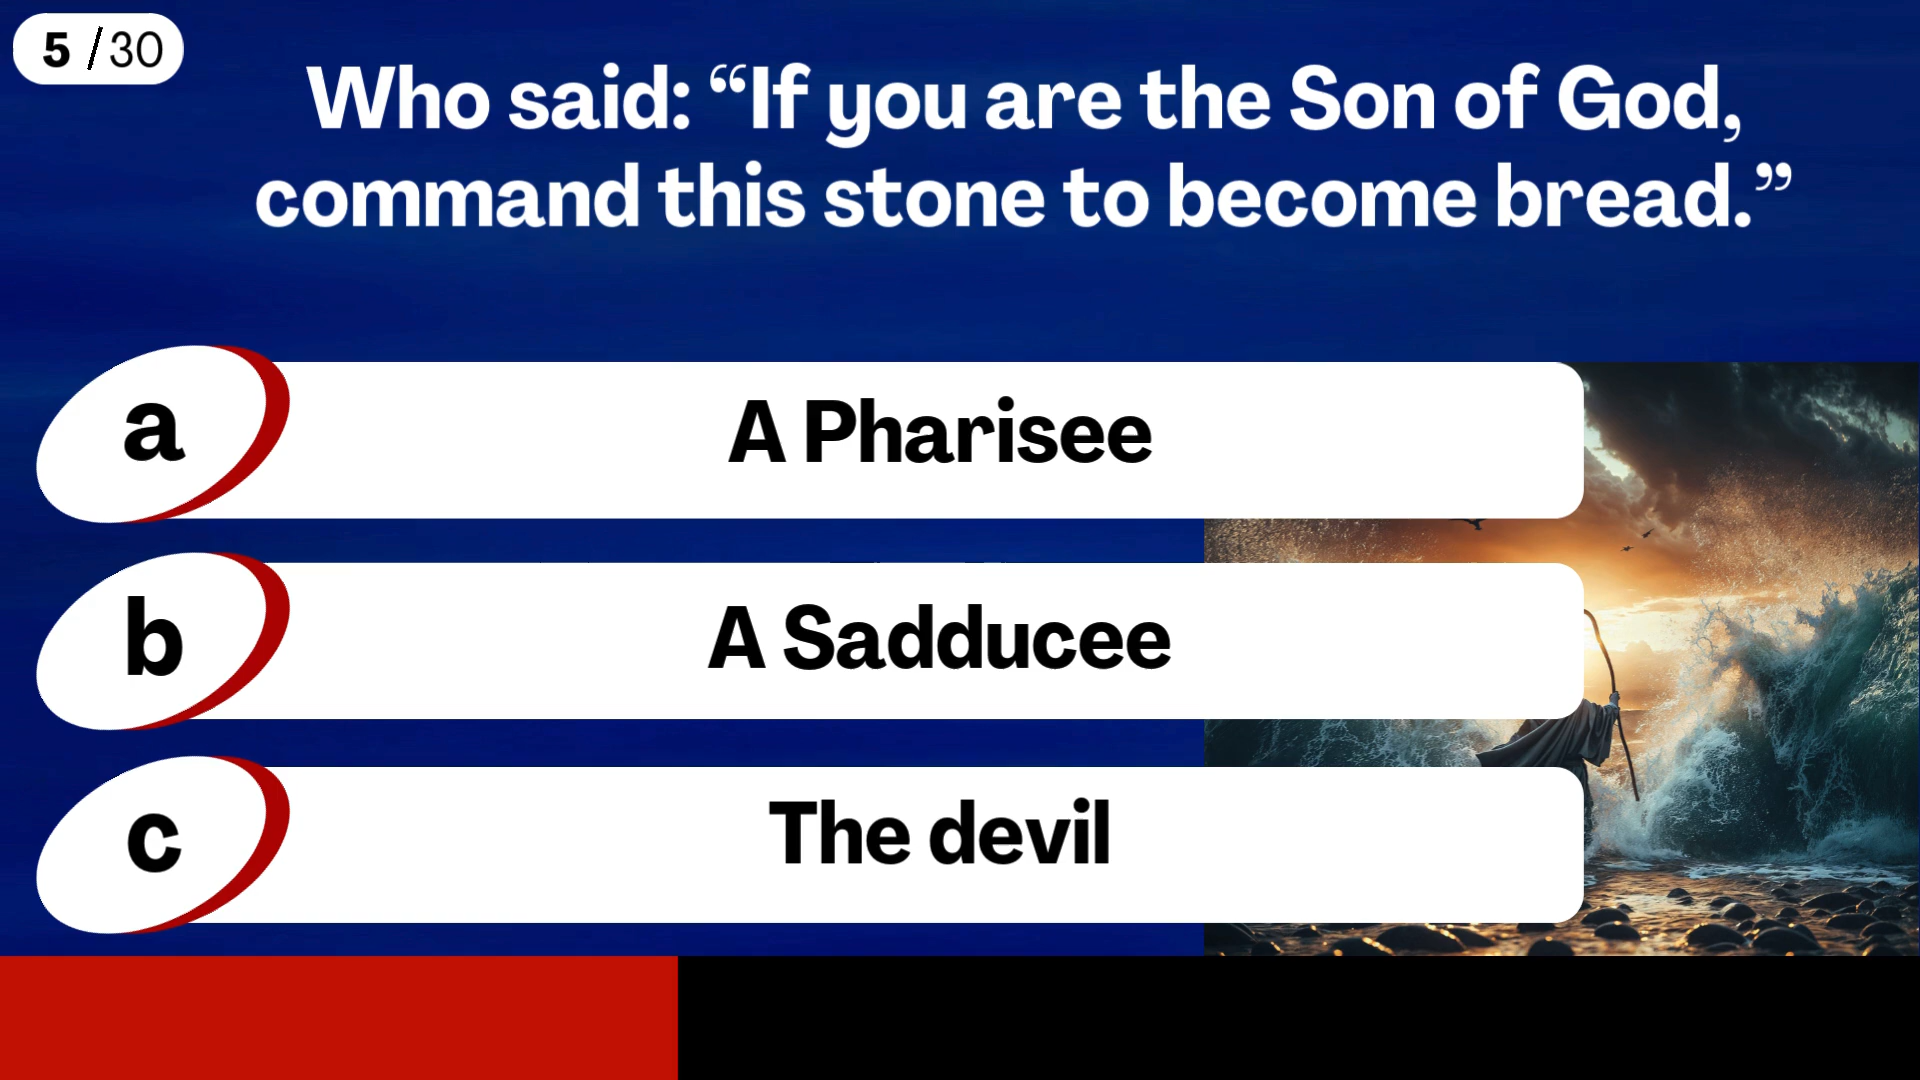 5 /30
Who said: “If you are the Son of God,
command this stone to become bread.”
a
A Pharisee
b
A Sadducee
c
The devil